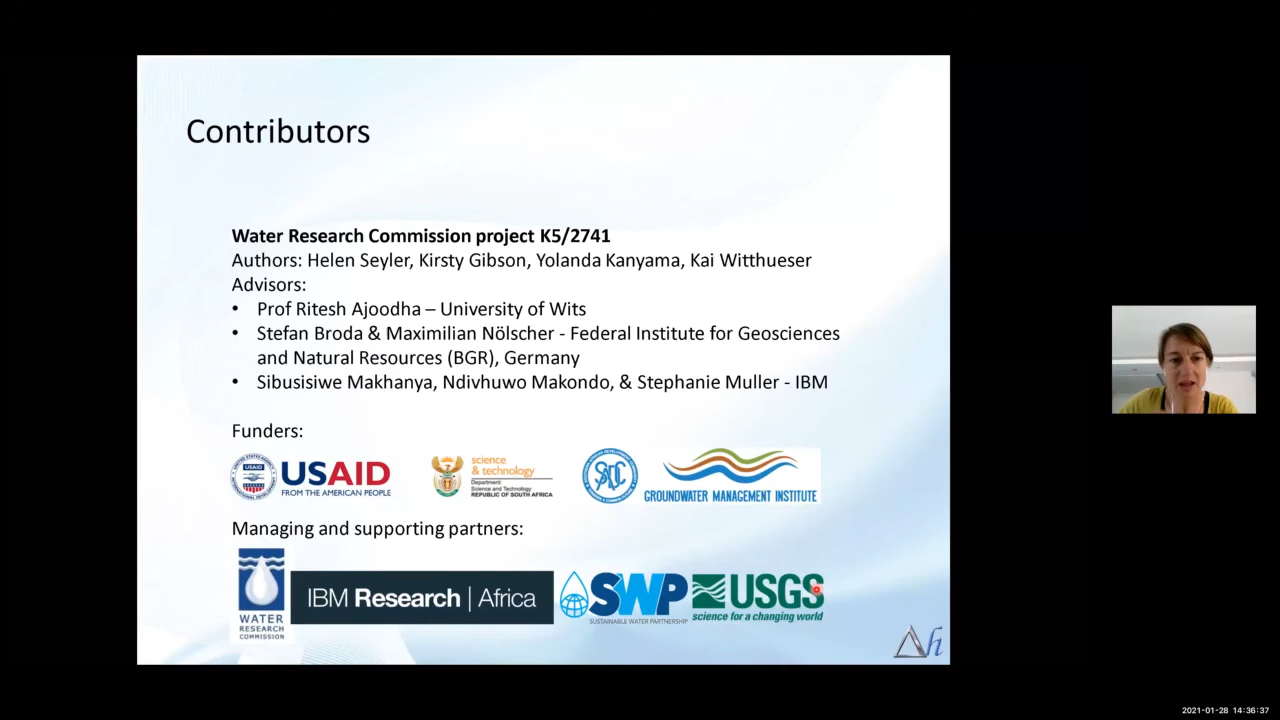 Contributors
Water Research Commission project K5/2741
Authors: Helen Seyler, Kirsty Gibson, Yolanda Kanyama, Kai Witthueser
Advisors:
• Prof Ritesh Ajoodha – University of Wits
• Stefan Broda & Maximilian Nölscher - Federal Institute for Geosciences
and Natural Resources (BGR), Germany
• Sibusisiwe Makhanya, Ndivhuwo Makondo, & Stephanie Muller - IBM
Funders:
USAID
USAID
FROM THE AMERICAN PEOPLE
science
& technology
Department:
Science and Technology
REPUBLIC OF SOUTH AFRICA
SADC
GROUNDWATER MANAGEMENT INSTITUTE
Managing and supporting partners:
WATER
RESEARCH
COMMISSION
IBM Research | Africa
SWP
SUSTAINABLE WATER PARTNERSHIP
USGS
science for a changing world
Δh
2021-01-28 14:36:37